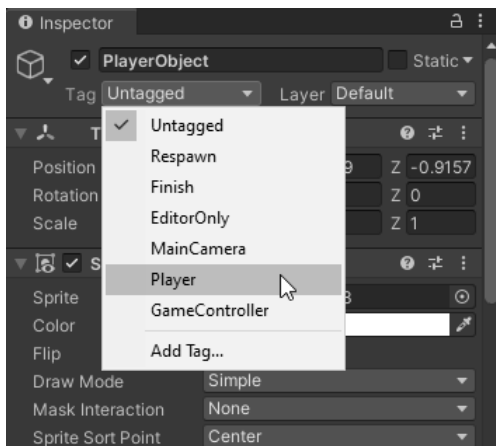 Inspector
PlayerObject Static
Tag Untagged Layer Default
Untagged
Respawn
Finish
EditorOnly
MainCamera
Player
GameController
Add Tag...
T
Position 9 Z -0.9157
Rotation Z 0
Scale Z 1
S
Sprite
Color
Flip
Draw Mode Simple
Mask Interaction None
Sprite Sort Point Center